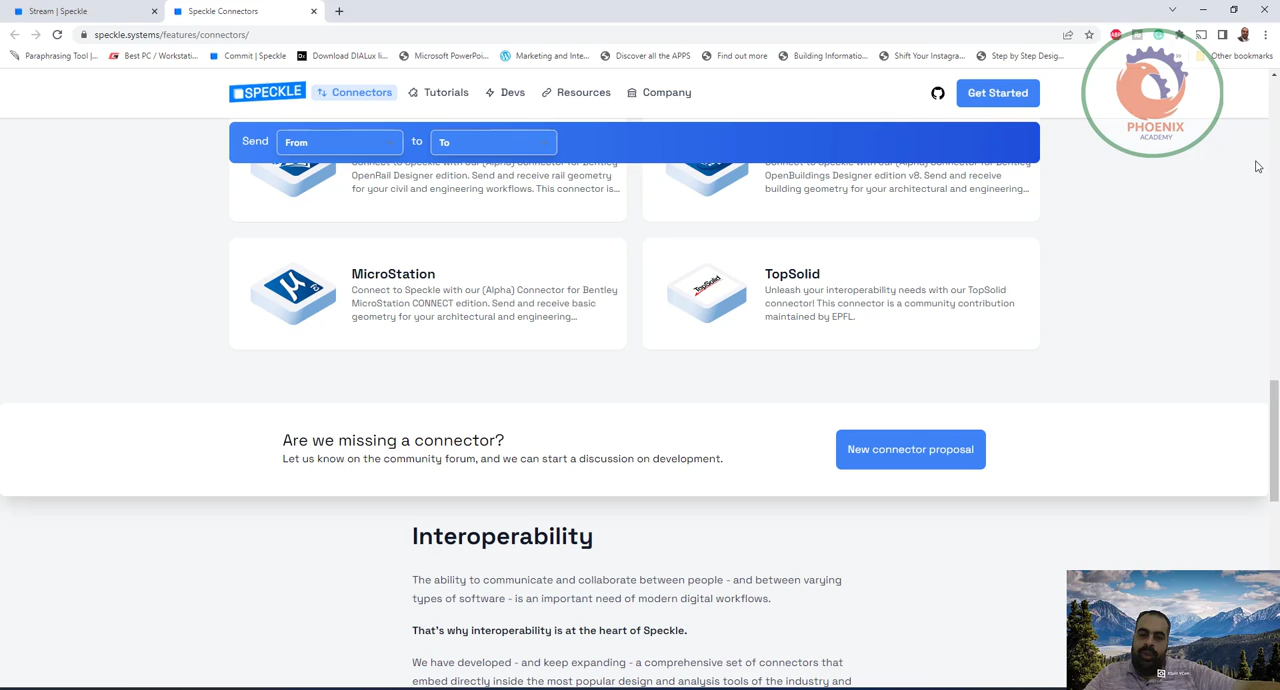 Stream | Speckle
Speckle Connectors
speckle.systems/features/connectors/
Paraphrasing Tool |...
Best PC / Workstati...
Commit | Speckle
Download DIALux li...
Microsoft PowerPoi...
Marketing and Inte...
Discover all the APPS
Find out more
Building Informatio...
Shift Your Instagra...
Step by Step Desig...
Other bookmarks
SPECKLE
Connectors
Tutorials
Devs
Resources
Company
Get Started
PHOENIX
ACADEMY
Send
From
to
To
Connect to Speckle with our (Alpha) Connector for Bentley
OpenRail Designer edition. Send and receive rail geometry
for your civil and engineering workflows. This connector is...
Connect to Speckle with our (Alpha) Connector for Bentley
OpenBuildings Designer edition v8. Send and receive
building geometry for your architectural and engineering...
MicroStation
Connect to Speckle with our (Alpha) Connector for Bentley
MicroStation CONNECT edition. Send and receive basic
geometry for your architectural and engineering...
TopSolid
TopSolid
Unleash your interoperability needs with our TopSolid
connector! This connector is a community contribution
maintained by EPFL.
Are we missing a connector?
Let us know on the community forum, and we can start a discussion on development.
New connector proposal
Interoperability
The ability to communicate and collaborate between people - and between varying
types of software - is an important need of modern digital workflows.
That's why interoperability is at the heart of Speckle.
We have developed - and keep expanding - a comprehensive set of connectors that
embed directly inside the most popular design and analysis tools of the industry and